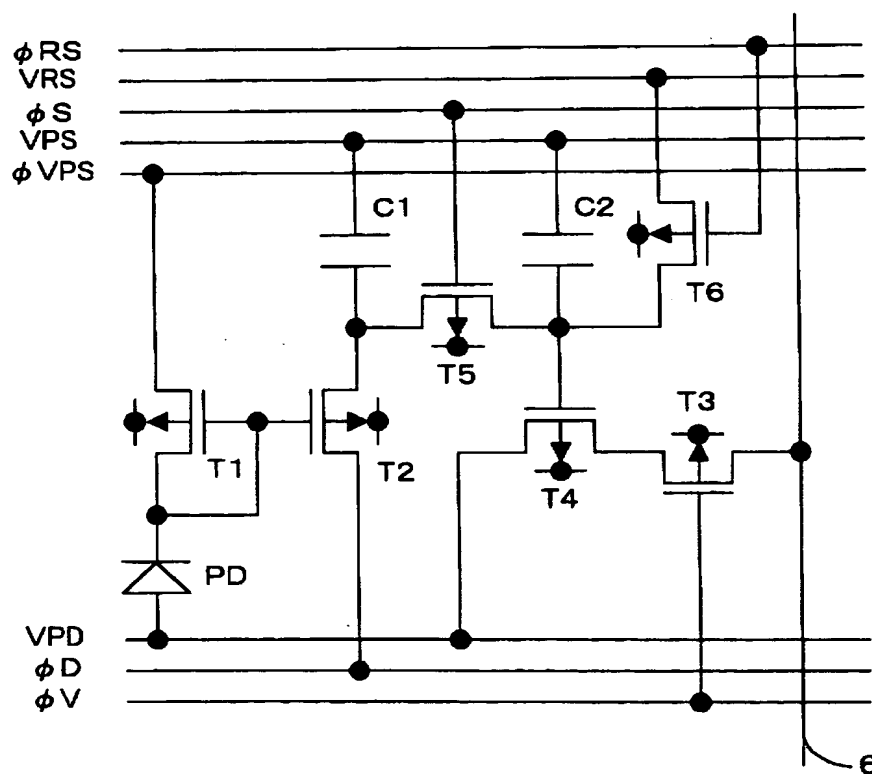 φRS
VRS
φS
VPS
φVPS
C1
C2
T6
T5
T3
T1
T2
T4
PD
VPD
φD
φV
6